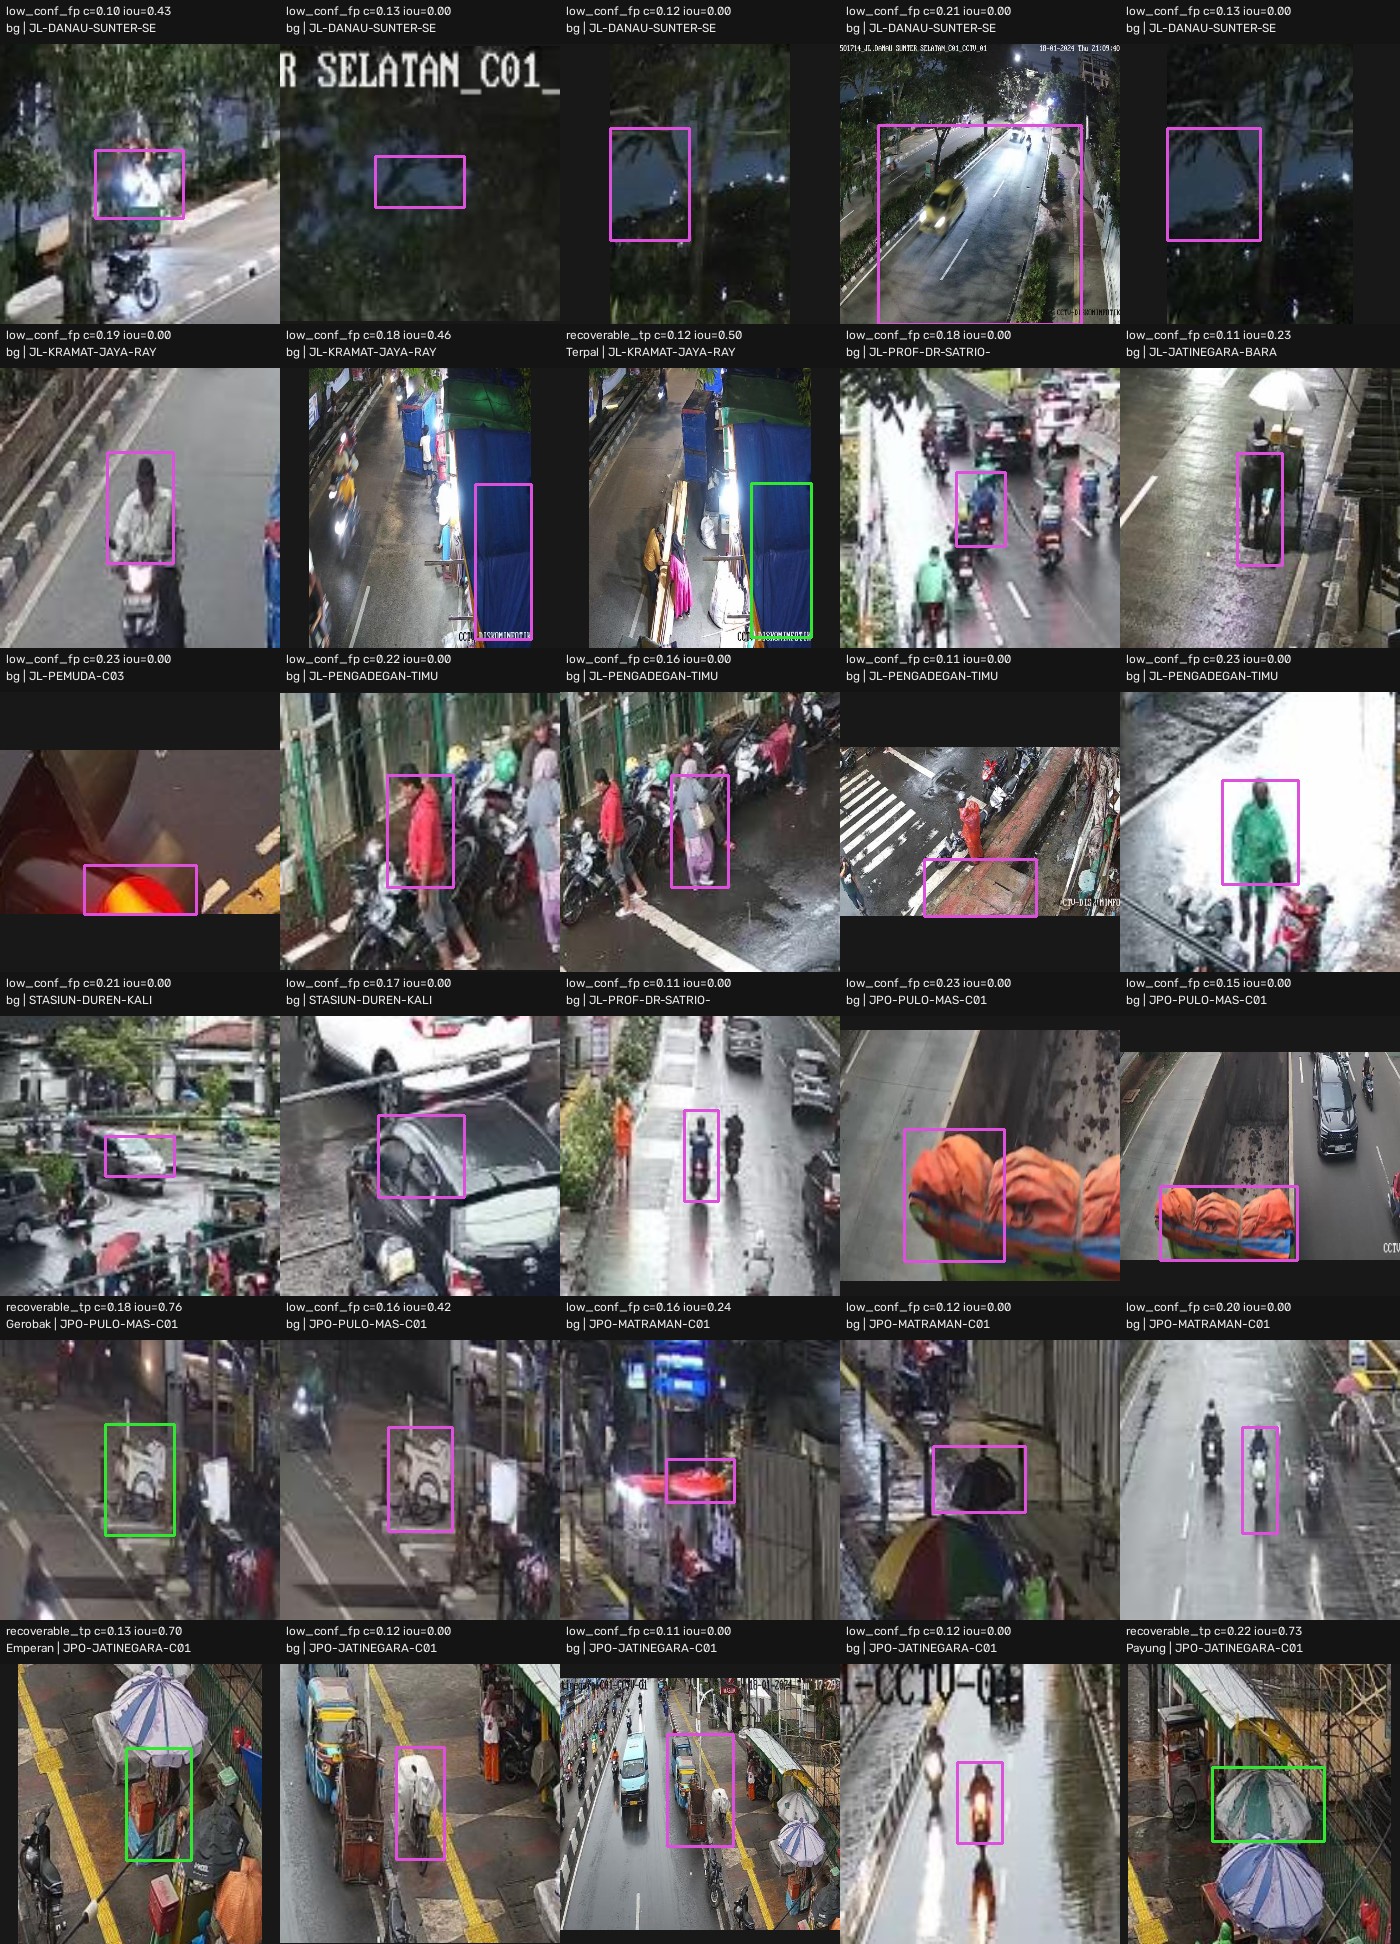 low_conf_fp c=0.10 iou=0.43
bg | JL-DANAU-SUNTER-SE
low_conf_fp c=0.13 iou=0.00
bg | JL-DANAU-SUNTER-SE
low_conf_fp c=0.12 iou=0.00
bg | JL-DANAU-SUNTER-SE
low_conf_fp c=0.21 iou=0.00
bg | JL-DANAU-SUNTER-SE
low_conf_fp c=0.13 iou=0.00
bg | JL-DANAU-SUNTER-SE
R SELATAN_C01_
501714_JL.DANAU SUNTER SELATAN_C01_CCTV_01
18-01-2024 Thu 21:09:40
CCTV-DISKOMINFOTIK
low_conf_fp c=0.19 iou=0.00
bg | JL-KRAMAT-JAYA-RAY
low_conf_fp c=0.18 iou=0.46
bg | JL-KRAMAT-JAYA-RAY
recoverable_tp c=0.12 iou=0.50
Terpal | JL-KRAMAT-JAYA-RAY
low_conf_fp c=0.18 iou=0.00
bg | JL-PROF-DR-SATRIO-
low_conf_fp c=0.11 iou=0.23
bg | JL-JATINEGARA-BARA
CCTV-DISKOMINFOTIK
CCTV-DISKOMINFOTIK
low_conf_fp c=0.23 iou=0.00
bg | JL-PEMUDA-C03
low_conf_fp c=0.22 iou=0.00
bg | JL-PENGADEGAN-TIMU
low_conf_fp c=0.16 iou=0.00
bg | JL-PENGADEGAN-TIMU
low_conf_fp c=0.11 iou=0.00
bg | JL-PENGADEGAN-TIMU
low_conf_fp c=0.23 iou=0.00
bg | JL-PENGADEGAN-TIMU
low_conf_fp c=0.21 iou=0.00
bg | STASIUN-DUREN-KALI
low_conf_fp c=0.17 iou=0.00
bg | STASIUN-DUREN-KALI
low_conf_fp c=0.11 iou=0.00
bg | JL-PROF-DR-SATRIO-
low_conf_fp c=0.23 iou=0.00
bg | JPO-PULO-MAS-C01
low_conf_fp c=0.15 iou=0.00
bg | JPO-PULO-MAS-C01
CCTV
recoverable_tp c=0.18 iou=0.76
Gerobak | JPO-PULO-MAS-C01
low_conf_fp c=0.16 iou=0.42
bg | JPO-PULO-MAS-C01
low_conf_fp c=0.16 iou=0.24
bg | JPO-MATRAMAN-C01
low_conf_fp c=0.12 iou=0.00
bg | JPO-MATRAMAN-C01
low_conf_fp c=0.20 iou=0.00
bg | JPO-MATRAMAN-C01
recoverable_tp c=0.13 iou=0.70
Emperan | JPO-JATINEGARA-C01
low_conf_fp c=0.12 iou=0.00
bg | JPO-JATINEGARA-C01
low_conf_fp c=0.11 iou=0.00
bg | JPO-JATINEGARA-C01
low_conf_fp c=0.12 iou=0.00
bg | JPO-JATINEGARA-C01
recoverable_tp c=0.22 iou=0.73
Payung | JPO-JATINEGARA-C01